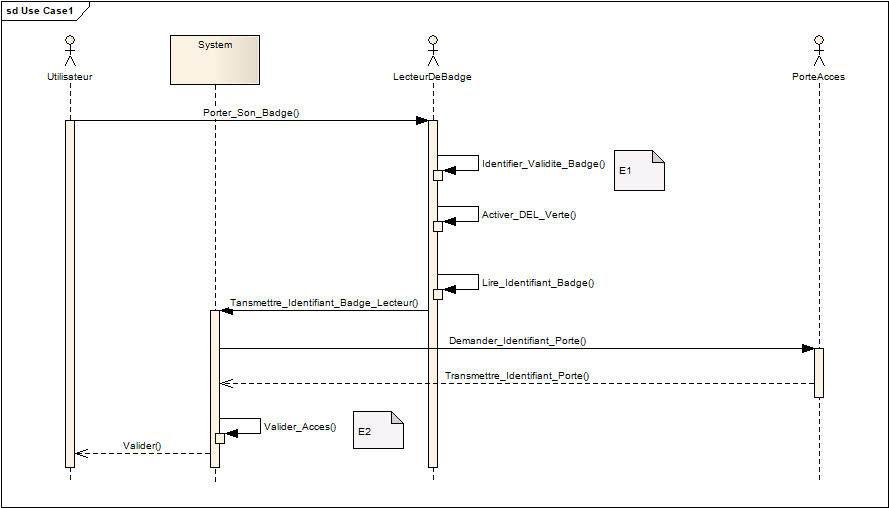 sd Use Case1
Utilisateur
System
LecteurDeBadge
PorteAcces
Porter_Son_Badge()
Identifier_Validite_Badge()
E1
Activer_DEL_Verte()
Lire_Identifiant_Badge()
Tansmettre_Identifiant_Badge_Lecteur()
Demander_Identifiant_Porte()
Transmettre_Identifiant_Porte()
Valider_Acces()
E2
Valider()